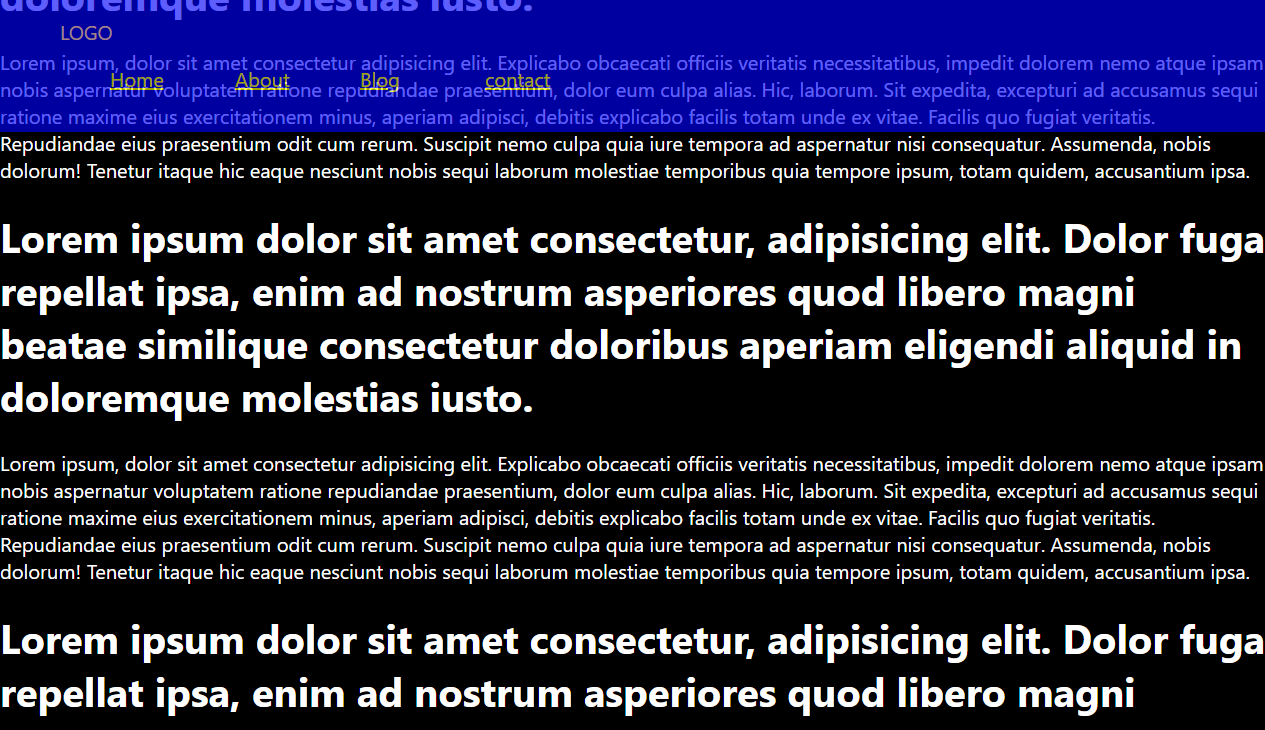 doloremque molestias iusto.
LOGO
Lorem ipsum, dolor sit amet consectetur adipisicing elit. Explicabo obcaecati officiis veritatis necessitatibus, impedit dolorem nemo atque ipsam
Home About Blog contact
nobis aspernatur voluptatem ratione repudiandae praesentium, dolor eum culpa alias. Hic, laborum. Sit expedita, excepturi ad accusamus sequi
ratione maxime eius exercitationem minus, aperiam adipisci, debitis explicabo facilis totam unde ex vitae. Facilis quo fugiat veritatis.
Repudiandae eius praesentium odit cum rerum. Suscipit nemo culpa quia iure tempora ad aspernatur nisi consequatur. Assumenda, nobis
dolorum! Tenetur itaque hic eaque nesciunt nobis sequi laborum molestiae temporibus quia tempore ipsum, totam quidem, accusantium ipsa.
Lorem ipsum dolor sit amet consectetur, adipisicing elit. Dolor fuga
repellat ipsa, enim ad nostrum asperiores quod libero magni
beatae similique consectetur doloribus aperiam eligendi aliquid in
doloremque molestias iusto.
Lorem ipsum, dolor sit amet consectetur adipisicing elit. Explicabo obcaecati officiis veritatis necessitatibus, impedit dolorem nemo atque ipsam
nobis aspernatur voluptatem ratione repudiandae praesentium, dolor eum culpa alias. Hic, laborum. Sit expedita, excepturi ad accusamus sequi
ratione maxime eius exercitationem minus, aperiam adipisci, debitis explicabo facilis totam unde ex vitae. Facilis quo fugiat veritatis.
Repudiandae eius praesentium odit cum rerum. Suscipit nemo culpa quia iure tempora ad aspernatur nisi consequatur. Assumenda, nobis
dolorum! Tenetur itaque hic eaque nesciunt nobis sequi laborum molestiae temporibus quia tempore ipsum, totam quidem, accusantium ipsa.
Lorem ipsum dolor sit amet consectetur, adipisicing elit. Dolor fuga
repellat ipsa, enim ad nostrum asperiores quod libero magni